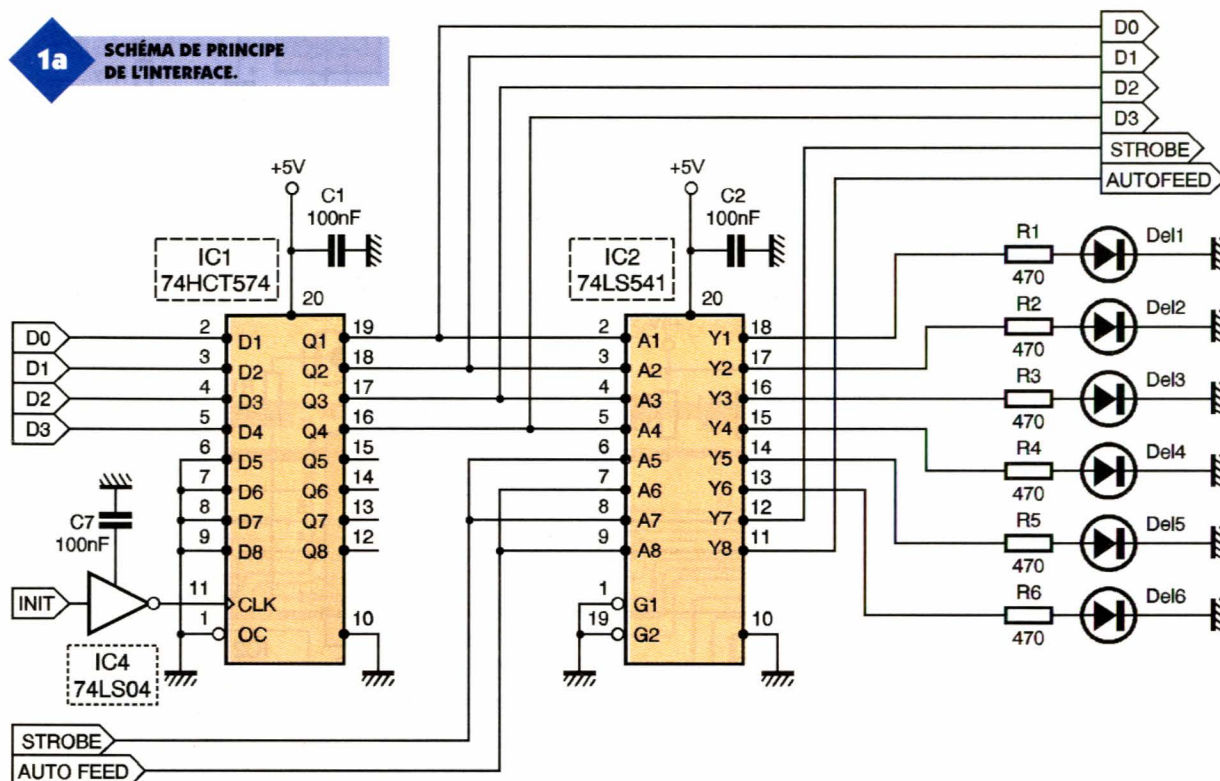 1a
SCHÉMA DE PRINCIPE
DE L'INTERFACE.
D0
D1
D2
D3
STROBE
AUTOFEED
+5V
C1
100nF
IC1
74HCT574
20
+5V
C2
100nF
IC2
74LS541
20
D0
D1
D2
D3
2
3
4
5
6
7
8
9
D1
D2
D3
D4
D5
D6
D7
D8
Q1
Q2
Q3
Q4
Q5
Q6
Q7
Q8
19
18
17
16
15
14
13
12
C7
100nF
INIT
IC4
74LS04
11
CLK
1
OC
10
2
3
4
5
6
7
8
9
A1
A2
A3
A4
A5
A6
A7
A8
Y1
Y2
Y3
Y4
Y5
Y6
Y7
Y8
18
17
16
15
14
13
12
11
1
G1
19
G2
10
R1
470
Del1
R2
470
Del2
R3
470
Del3
R4
470
Del4
R5
470
Del5
R6
470
Del6
STROBE
AUTO FEED